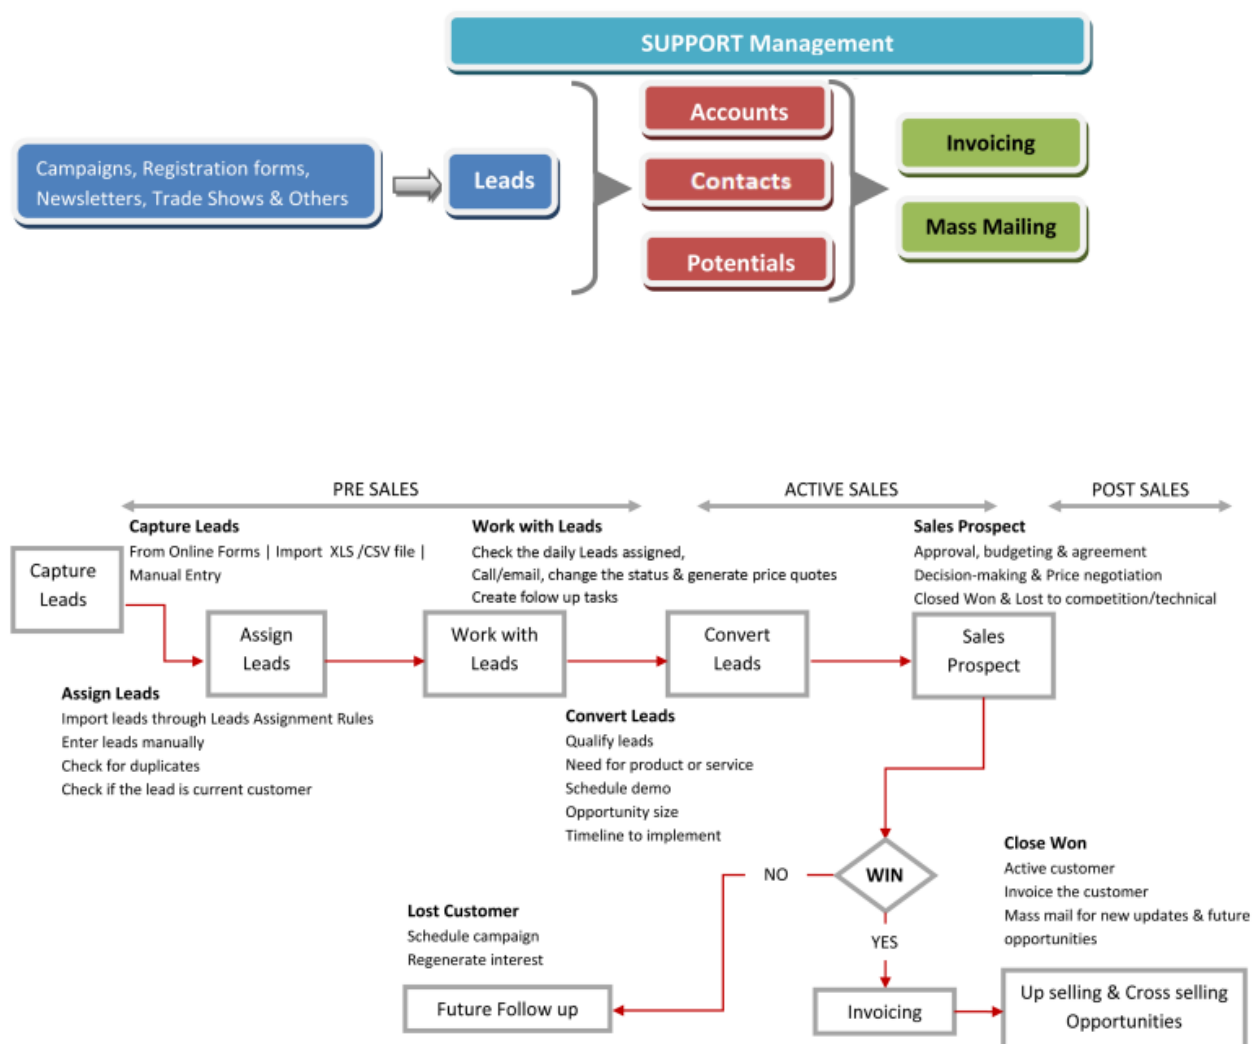 SUPPORT Management
Campaigns, Registration forms,
Newsletters, Trade Shows & Others
Leads
Accounts
Contacts
Potentials
Invoicing
Mass Mailing
PRE SALES
ACTIVE SALES
POST SALES
Capture Leads
From Online Forms | Import XLS /CSV file |
Manual Entry
Work with Leads
Check the daily Leads assigned,
Call/email, change the status & generate price quotes
Create folow up tasks
Sales Prospect
Approval, budgeting & agreement
Decision-making & Price negotiation
Closed Won & Lost to competition/technical
Capture
Leads
Assign
Leads
Work with
Leads
Convert
Leads
Sales
Prospect
Assign Leads
Import leads through Leads Assignment Rules
Enter leads manually
Check for duplicates
Check if the lead is current customer
Convert Leads
Qualify leads
Need for product or service
Schedule demo
Opportunity size
Timeline to implement
WIN
NO
YES
Close Won
Active customer
Invoice the customer
Mass mail for new updates & future
opportunities
Lost Customer
Schedule campaign
Regenerate interest
Future Follow up
Invoicing
Up selling & Cross selling
Opportunities